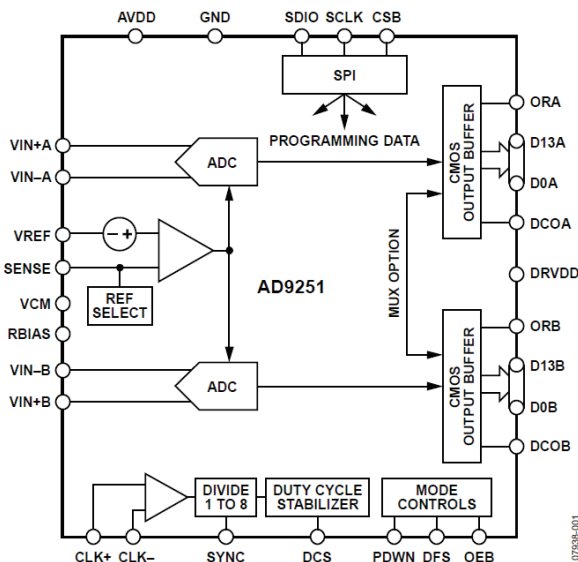 AVDD GND SDIO SCLK CSB
SPI
PROGRAMMING DATA
VIN+A
VIN–A
ADC
VREF
– +
SENSE
REF
SELECT
VCM
RBIAS
AD9251
VIN–B
VIN+B
ADC
CMOS
OUTPUT BUFFER
MUX OPTION
CMOS
OUTPUT BUFFER
ORA
D13A
D0A
DCOA
DRVDD
ORB
D13B
D0B
DCOB
DIVIDE
1 TO 8
DUTY CYCLE
STABILIZER
MODE
CONTROLS
CLK+ CLK– SYNC DCS PDWN DFS OEB
07938-001